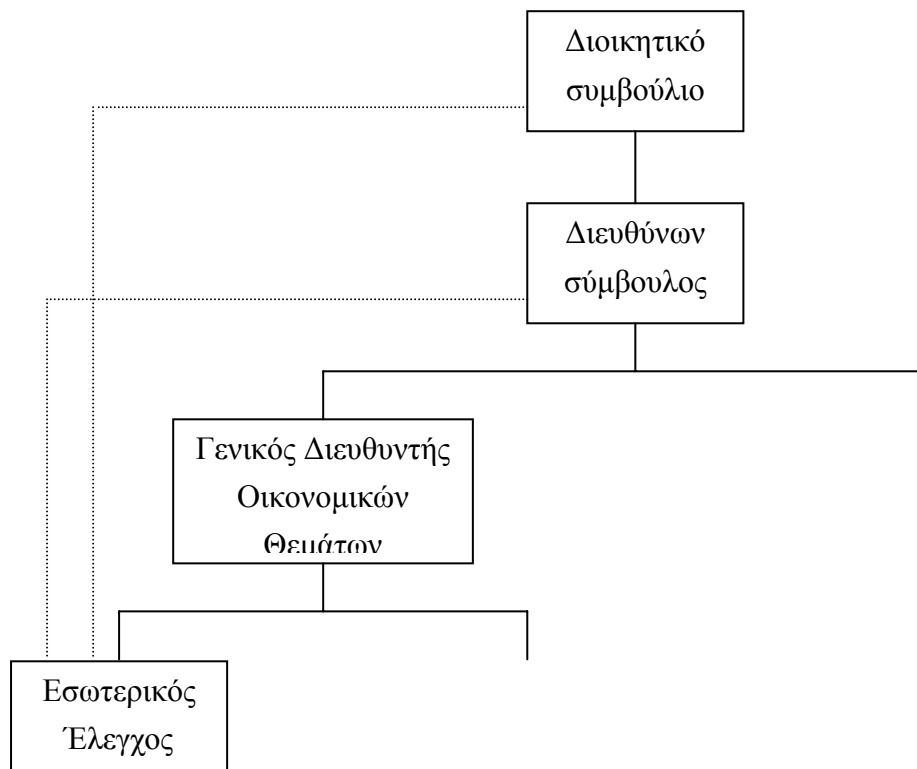 Διοικητικό
συμβούλιο
Διευθύνων
σύμβουλος
Γενικός Διευθυντής
Οικονομικών
Θεμάτων
Εσωτερικός
Έλεγχος